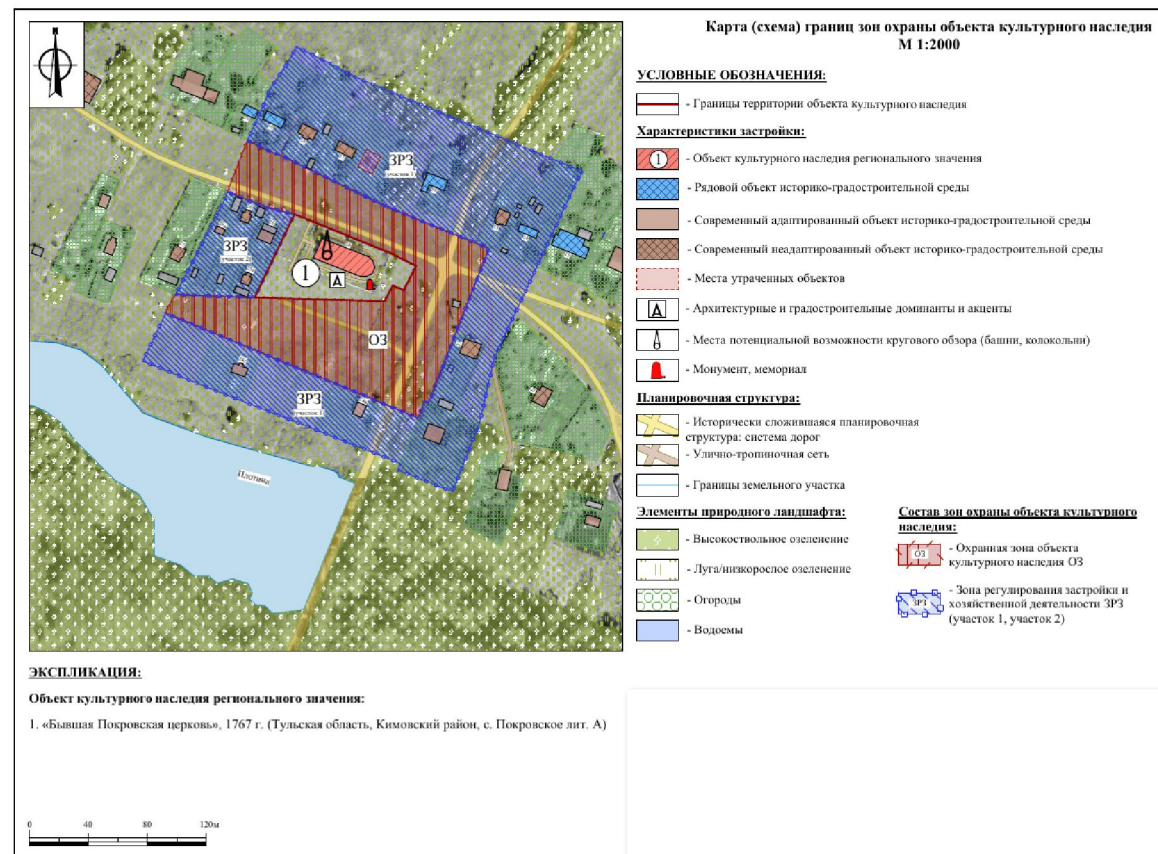 Карта (схема) границ зон охраны объекта культурного наследия
М 1:2000
УСЛОВНЫЕ ОБОЗНАЧЕНИЯ:
- Границы территории объекта культурного наследия
Характеристики застройки:
1
- Объект культурного наследия регионального значения
- Рядовой объект историко-градостроительной среды
- Современный адаптированный объект историко-градостроительной среды
- Современный неадаптированный объект историко-градостроительной среды
- Места утраченных объектов
А
- Архитектурные и градостроительные доминанты и акценты
- Места потенциальной возможности кругового обзора (башни, колокольни)
- Монумент, мемориал
Планировочная структура:
- Исторически сложившаяся планировочная
структура: система дорог
- Улично-тропиночная сеть
- Границы земельного участка
Элементы природного ландшафта:
- Высокоствольное озеленение
- Луга/низкорослое озеленение
- Огороды
- Водоемы
Состав зон охраны объекта культурного
наследия:
ОЗ
- Охранная зона объекта
культурного наследия ОЗ
ЗРЗ
- Зона регулирования застройки и
хозяйственной деятельности ЗРЗ
(участок 1, участок 2)
ЗРЗ
(участок 1)
ЗРЗ
(участок 2)
1
А
ОЗ
ЗРЗ
(участок 1)
Плотина
ЭКСПЛИКАЦИЯ:
Объект культурного наследия регионального значения:
1. «Бывшая Покровская церковь», 1767 г. (Тульская область, Кимовский район, с. Покровское лит. А)
0 40 80 120м